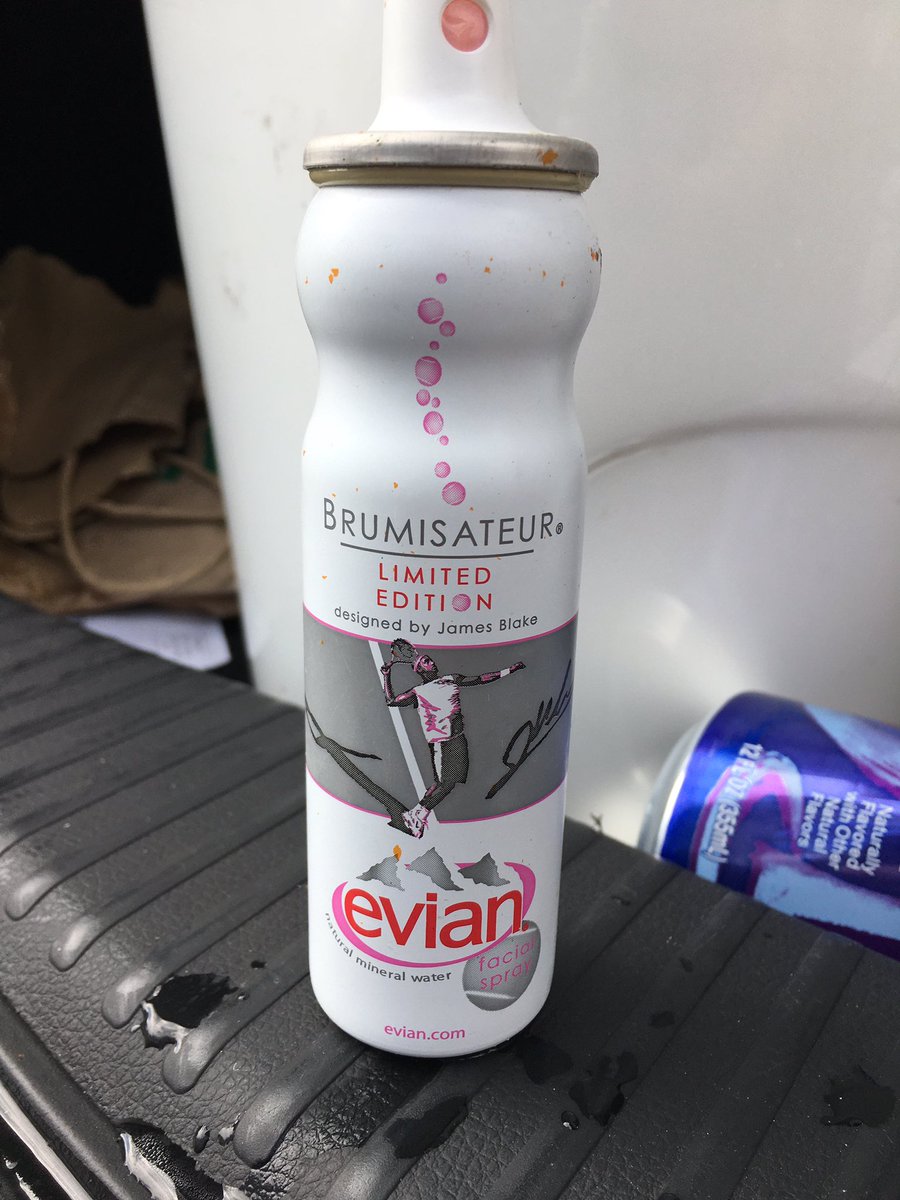 BRUMISATEUR®
LIMITED
EDITION
designed by James Blake
evian®
natural mineral water
facial
spray
evian.com
12 FL OZ (355mL)
Naturally
Flavored
with Other
Natural
Flavors